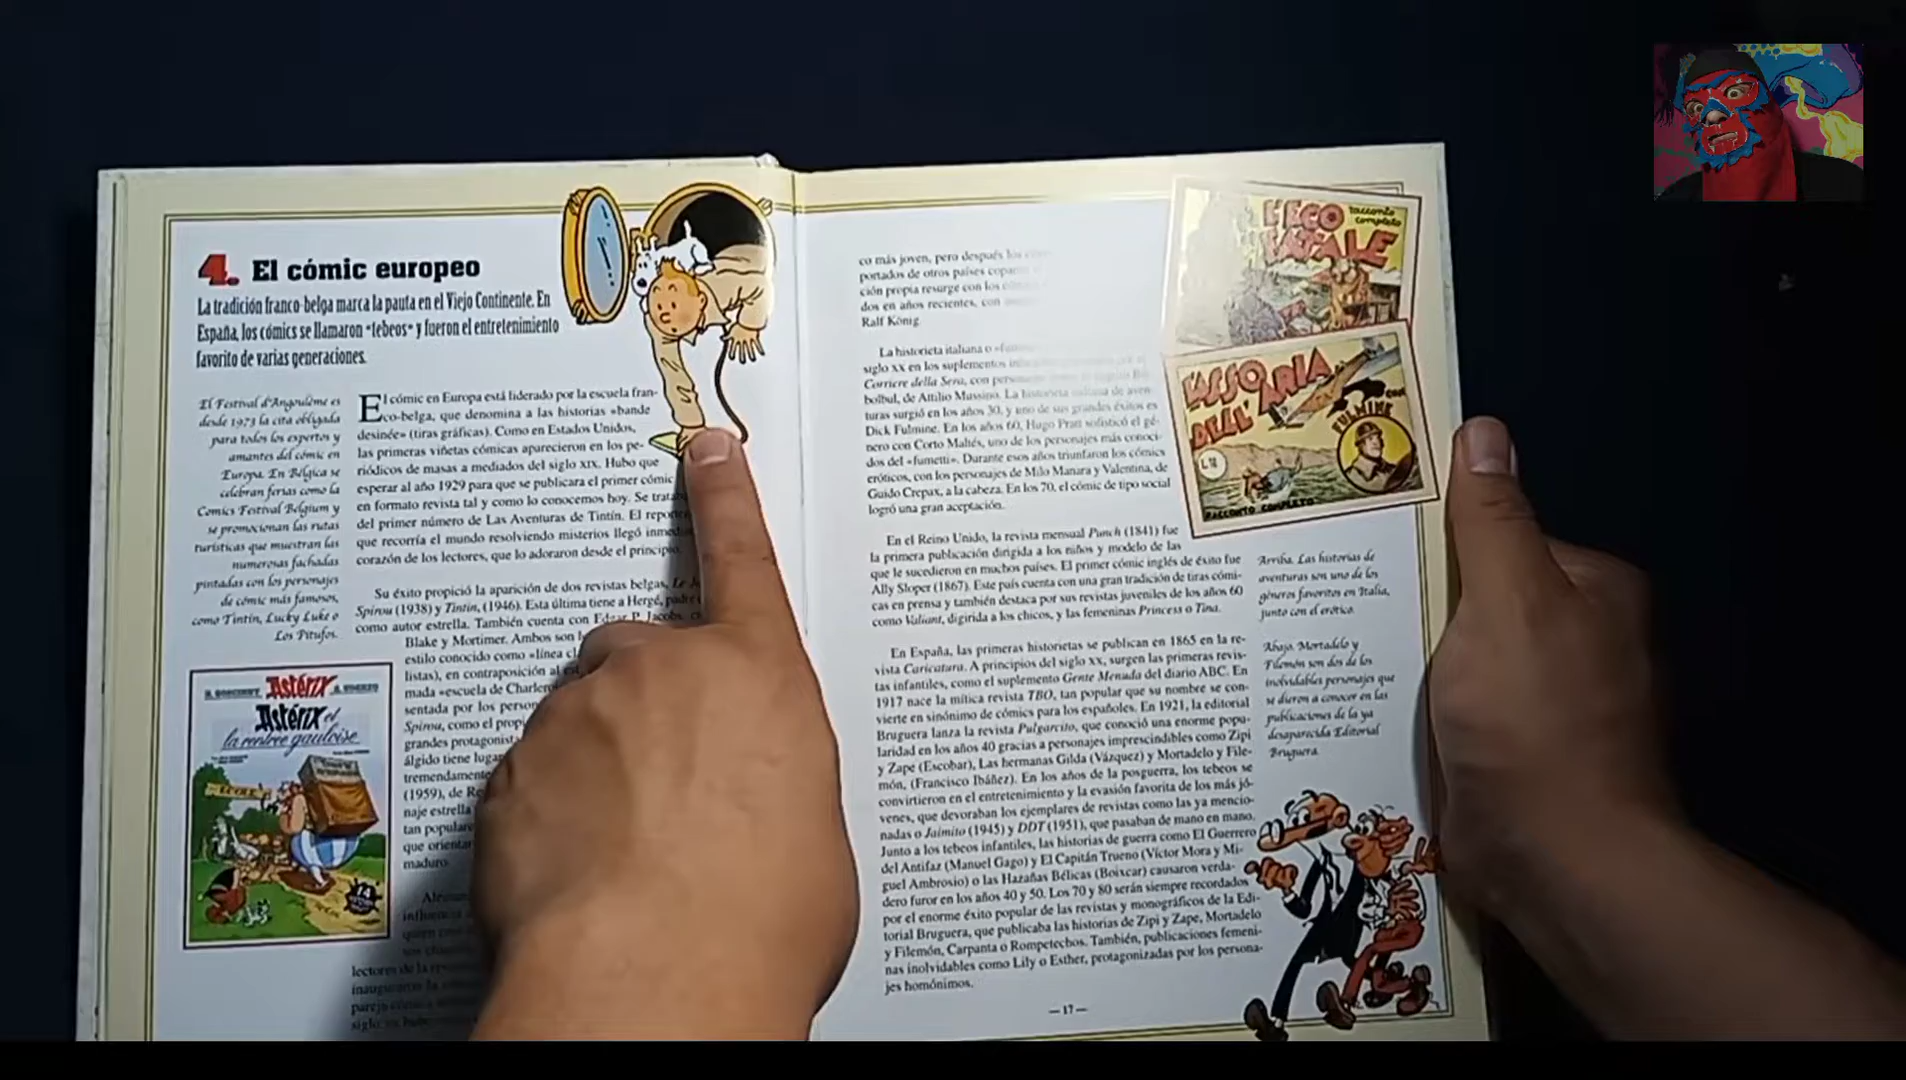 4. El cómic europeo
La tradición franco-belga marca la pauta en el Viejo Continente. En
España, los cómics se llamaron «tebeos» y fueron el entretenimiento
favorito de varias generaciones.
El Festival d'Angoulême es
desde 1973 la cita obligada
para todos los expertos y
amantes del cómic en
Europa. En Bélgica se
celebran ferias como la
Comics Festival Belgium y
se promocionan las rutas
turísticas que muestran las
numerosas fachadas
pintadas con los personajes
de cómic más famosos,
como Tintín, Lucky Luke o
Los Pitufos.
El cómic en Europa está liderado por la escuela fran-
co-belga, que denomina a las historias «bande
desinée» (tiras gráficas). Como en Estados Unidos,
las primeras viñetas cómicas aparecieron en los pe-
riódicos de masas a mediados del siglo XIX. Hubo que
esperar al año 1929 para que se publicara el primer cómic
en formato revista tal y como lo conocemos hoy. Se
del primer número de Las Aventuras de Tintín. El
que recorría el mundo resolviendo misterios llegó
corazón de los lectores, que lo adoraron desde el principio.
Su éxito propició la aparición de dos revistas belgas,
Spirou (1938) y Tintín, (1946). Esta última tiene a Hergé,
como autor estrella. También cuenta con Edgar P. Jacobs,
Blake y Mortimer. Ambos son
estilo conocido como «línea
listas), en contraposición al
mada «escuela de
sentada por los
Spirou, como el
grandes
álgido tiene
tremendamente
(1959), de
naje estrella
tan
que
maduro.
Astérix
Astérix et
la rentrée gauloise
lectores de la
co más joven, pero después los
portados de otros países
ción propia resurge con los
dos en años recientes, con
Ralf König.
La historieta italiana o
siglo XX en los suplementos
Corriere della Sera, con
bolbul, de Attilio Mussino. La historieta italiana de aven-
turas surgió en los años 30, y uno de sus grandes éxitos es
Dick Fulmine. En los años 60, Hugo Pratt sofisticó el gé-
nero con Corto Maltés, uno de los personajes más conoci-
dos del «fumetti». Durante esos años triunfaron los cómics
eróticos, con los personajes de Milo Manara y Valentina, de
Guido Crepax, a la cabeza. En los 70, el cómic de tipo social
logró una gran aceptación.
En el Reino Unido, la revista mensual Punch (1841) fue
la primera publicación dirigida a los niños y modelo de las
que le sucedieron en muchos países. El primer cómic inglés de éxito fue
Ally Sloper (1867). Este país cuenta con una gran tradición de tiras cómi-
cas en prensa y también destaca por sus revistas juveniles de los años 60
como Valiant, digirida a los chicos, y las femeninas Princess o Tina.
En España, las primeras historietas se publican en 1865 en la re-
vista Caricatura. A principios del siglo XX, surgen las primeras revis-
tas infantiles, como el suplemento Gente Menuda del diario ABC. En
1917 nace la mítica revista TBO, tan popular que su nombre se con-
vierte en sinónimo de cómics para los españoles. En 1921, la editorial
Bruguera lanza la revista Pulgarcito, que conoció una enorme popu-
laridad en los años 40 gracias a personajes imprescindibles como Zipi
y Zape (Escobar), Las hermanas Gilda (Vázquez) y Mortadelo y File-
món, (Francisco Ibáñez). En los años de la posguerra, los tebeos se
convirtieron en el entretenimiento y la evasión favorita de los más jó-
venes, que devoraban los ejemplares de revistas como las ya mencio-
nadas o Jaimito (1945) y DDT (1951), que pasaban de mano en mano.
Junto a los tebeos infantiles, las historias de guerra como El Guerrero
del Antifaz (Manuel Gago) y El Capitán Trueno (Víctor Mora y Mi-
guel Ambrosio) o las Hazañas Bélicas (Boixcar) causaron verda-
dero furor en los años 40 y 50. Los 70 y 80 serán siempre recordados
por el enorme éxito popular de las revistas y monográficos de la Edi-
torial Bruguera, que publicaba las historias de Zipi y Zape, Mortadelo
y Filemón, Carpanta o Rompetechos. También, publicaciones femeni-
nas inolvidables como Lily o Esther, protagonizadas por los persona-
jes homónimos.
L'ECO
FATALE
racconto
completo
L'ASSO
DELL'ARIA
CON
FULMINE
RACCONTO COMPLETO
Arriba. Las historias de
aventuras son uno de los
géneros favoritos en Italia,
junto con el erótico.
Abajo. Mortadelo y
Filemón son dos de los
inolvidables personajes que
se dieron a conocer en las
publicaciones de la ya
desaparecida Editorial
Bruguera.
— 17 —